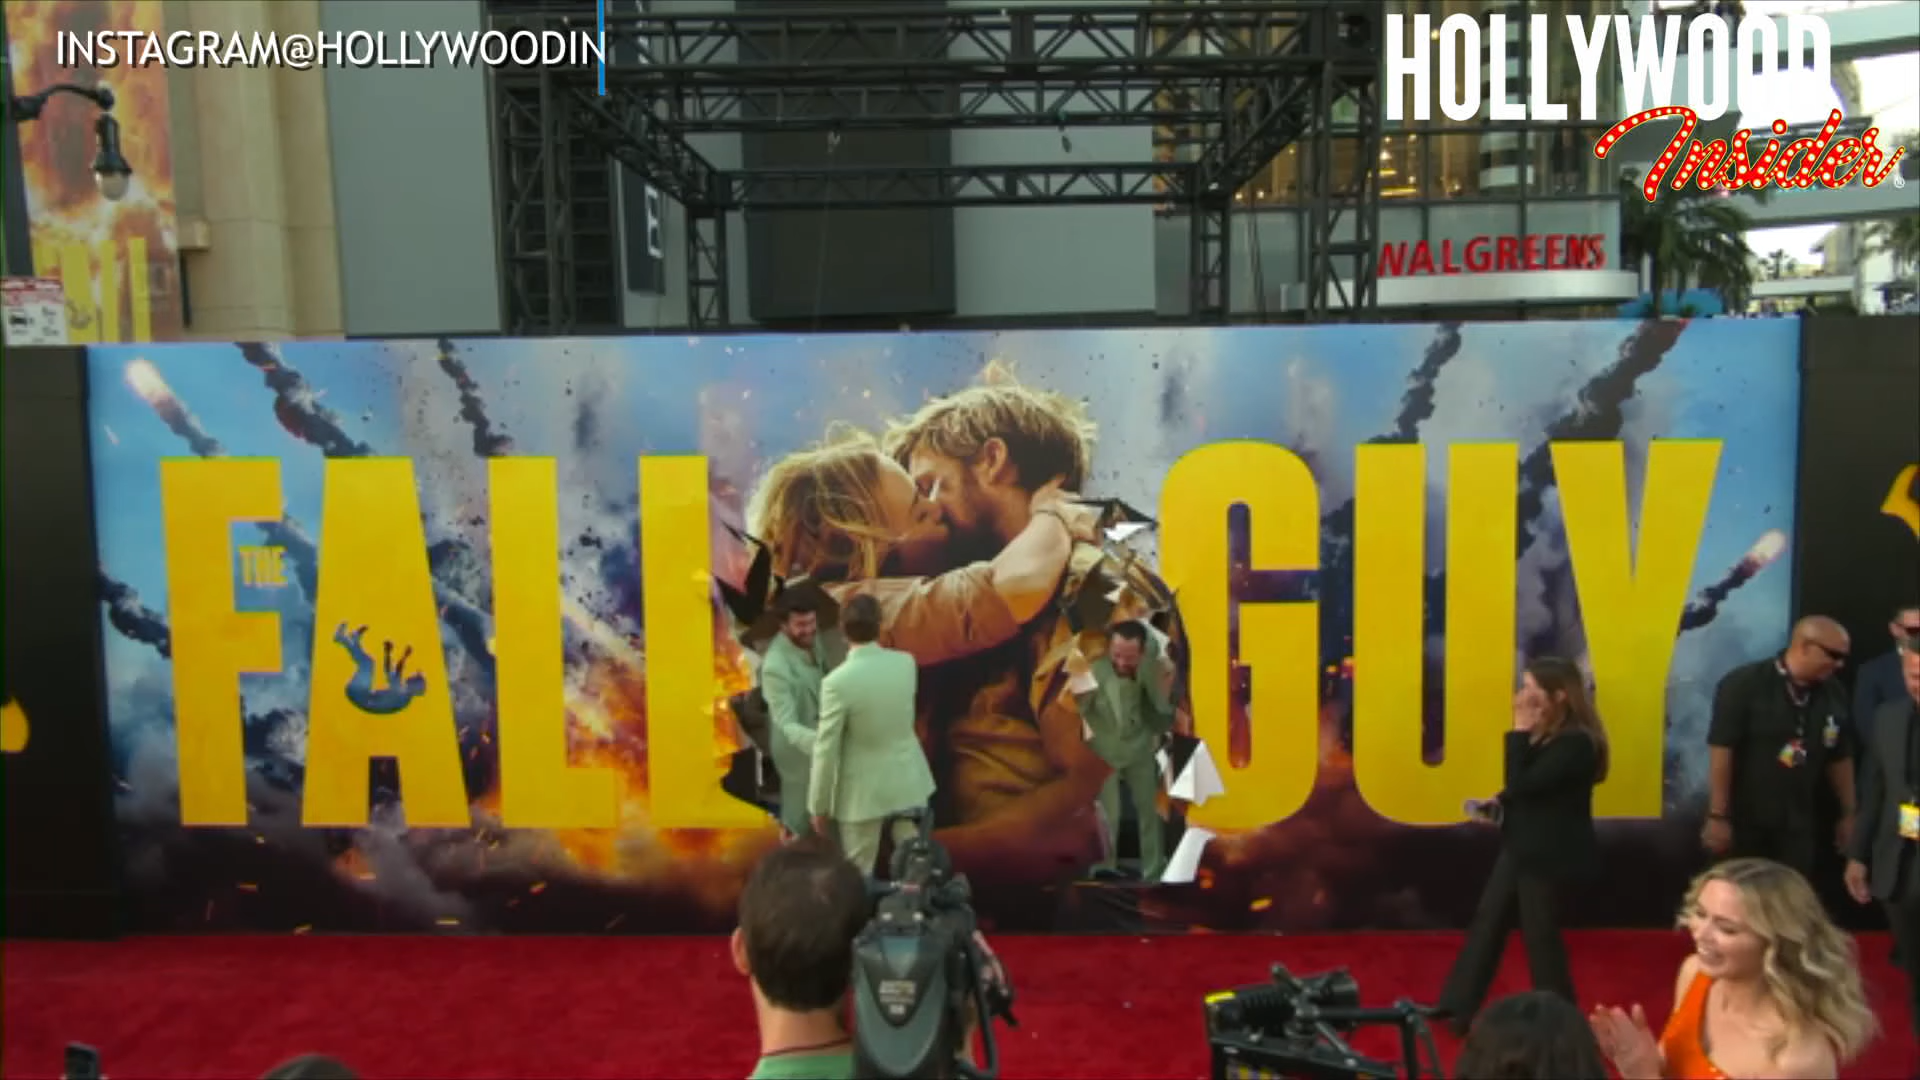 INSTAGRAM@HOLLYWOODIN
HOLLYWOOD
Insider
WALGREENS
THE
FALL GUY